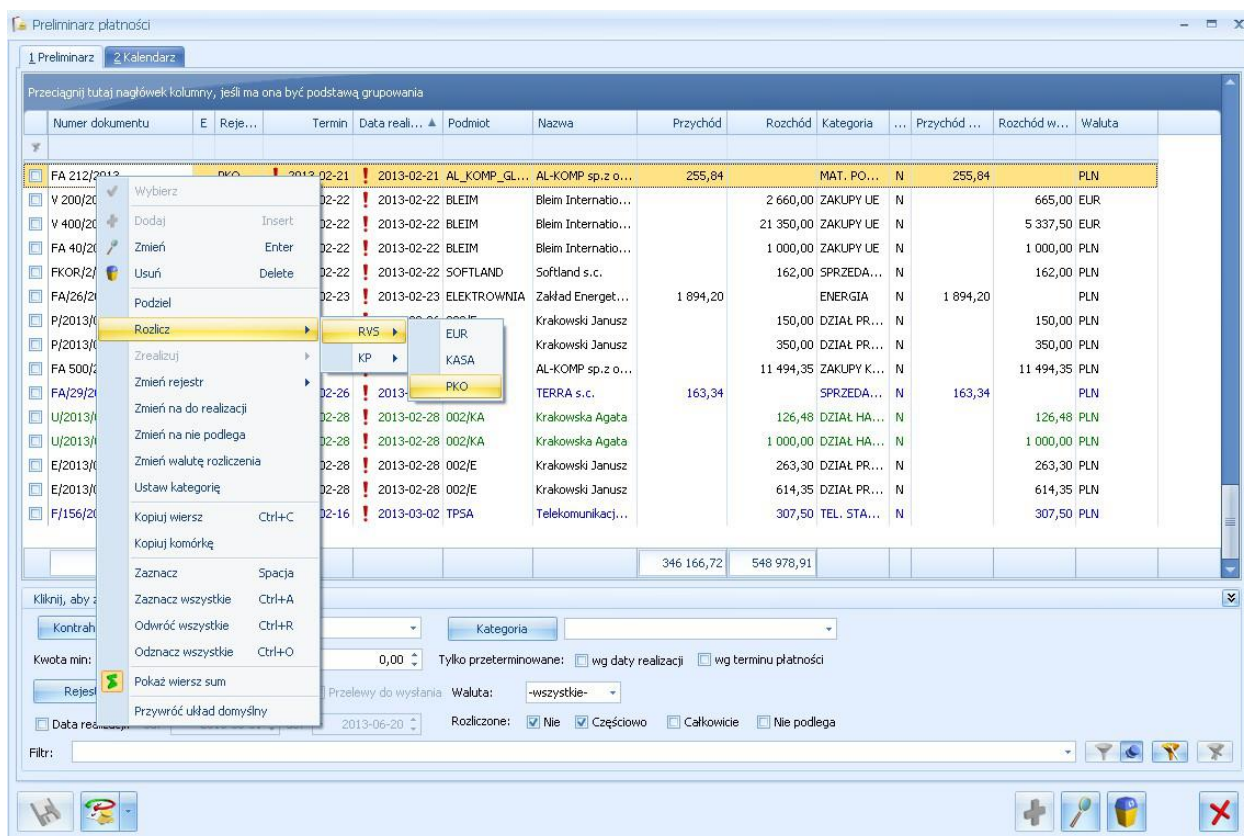 Preliminarz płatności
1 Preliminarz 2 Kalendarz
Przeciągnij tutaj nagłówek kolumny, jeśli ma ona być podstawą grupowania
Numer dokumentu E Reje... Termin Data reali... Podmiot Nazwa Przychód Rozchód Kategoria ... Przychód ... Rozchód w... Waluta
FA 212/2013 PKO 2013-02-21 2013-02-21 AL_KOMP_GL... AL-KOMP sp.z o... 255,84 MAT. PO... N 255,84 PLN
V 200/20 02-22 2013-02-22 BLEIM Bleim Internatio... 2 660,00 ZAKUPY UE N 665,00 EUR
V 400/20 02-22 2013-02-22 BLEIM Bleim Internatio... 21 350,00 ZAKUPY UE N 5 337,50 EUR
FA 40/20 02-22 2013-02-22 BLEIM Bleim Internatio... 1 000,00 ZAKUPY UE N 1 000,00 PLN
FKOR/2/ 02-22 2013-02-22 SOFTLAND Softland s.c. 162,00 SPRZEDA... N 162,00 PLN
FA/26/20 02-23 2013-02-23 ELEKTROWNIA Zakład Energet... 1 894,20 ENERGIA N 1 894,20 PLN
P/2013/0 Krakowski Janusz 150,00 DZIAŁ PR... N 150,00 PLN
P/2013/0 Krakowski Janusz 350,00 DZIAŁ PR... N 350,00 PLN
FA 500/2 AL-KOMP sp.z o... 11 494,35 ZAKUPY K... N 11 494,35 PLN
FA/29/20 02-26 2013- TERRA s.c. 163,34 SPRZEDA... N 163,34 PLN
U/2013/ 02-28 2013-02-28 002/KA Krakowska Agata 126,48 DZIAŁ HA... N 126,48 PLN
U/2013/ 02-28 2013-02-28 002/KA Krakowska Agata 1 000,00 DZIAŁ HA... N 1 000,00 PLN
E/2013/0 02-28 2013-02-28 002/E Krakowski Janusz 263,30 DZIAŁ PR... N 263,30 PLN
E/2013/0 02-28 2013-02-28 002/E Krakowski Janusz 614,35 DZIAŁ PR... N 614,35 PLN
F/156/20 02-16 2013-03-02 TPSA Telekomunikacj... 307,50 TEL. STA... N 307,50 PLN
346 166,72 548 978,91
Wybierz
Dodaj Insert
Zmień Enter
Usuń Delete
Podziel
Rozlicz
Zrealizuj
Zmień rejestr
Zmień na do realizacji
Zmień na nie podlega
Zmień walutę rozliczenia
Ustaw kategorię
Kopiuj wiersz Ctrl+C
Kopiuj komórkę
Zaznacz Spacja
Zaznacz wszystkie Ctrl+A
Odwróć wszystkie Ctrl+R
Odznacz wszystkie Ctrl+O
Pokaż wiersz sum
Przywróć układ domyślny
RVS
KP
EUR
KASA
PKO
Kliknij, aby
Kontrah Kategoria
Kwota min: 0,00 Tylko przeterminowane: wg daty realizacji wg terminu płatności
Rejest Przelewy do wysłania Waluta: -wszystkie-
Data 2013-06-20 Rozliczone: Nie Częściowo Całkowicie Nie podlega
Filtr: